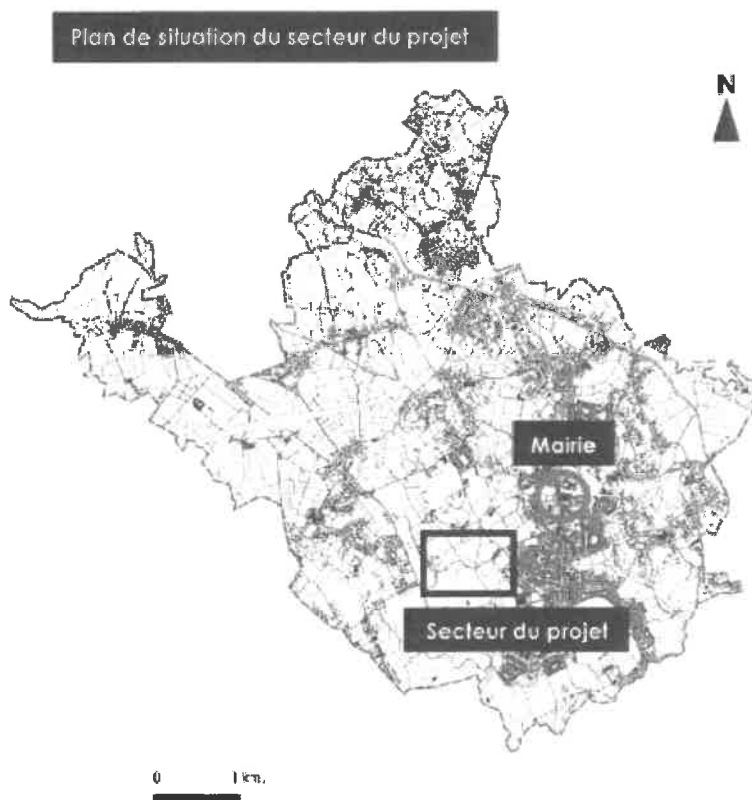 Plan de situation du secteur du projet
N
Mairie
Secteur du projet
0 1 km.